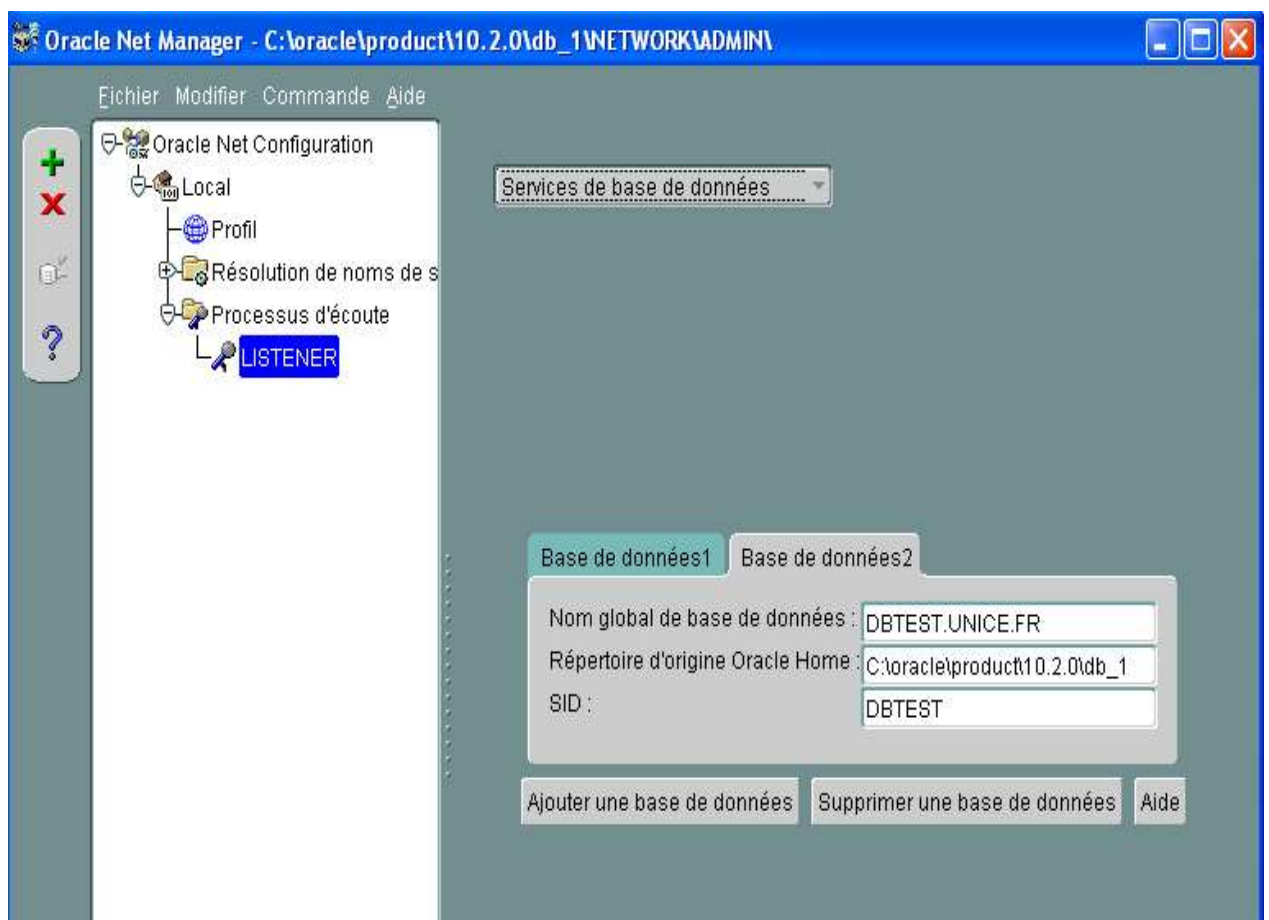 Oracle Net Manager - C:\oracle\product\10.2.0\db_1\NETWORK\ADMIN\
Fichier Modifier Commande Aide
Oracle Net Configuration
Local
Profil
Résolution de noms de s
Processus d'écoute
LISTENER
Services de base de données
Base de données1 Base de données2
Nom global de base de données : DBTEST.UNICE.FR
Répertoire d'origine Oracle Home : C:\oracle\product\10.2.0\db_1
SID : DBTEST
Ajouter une base de données Supprimer une base de données Aide